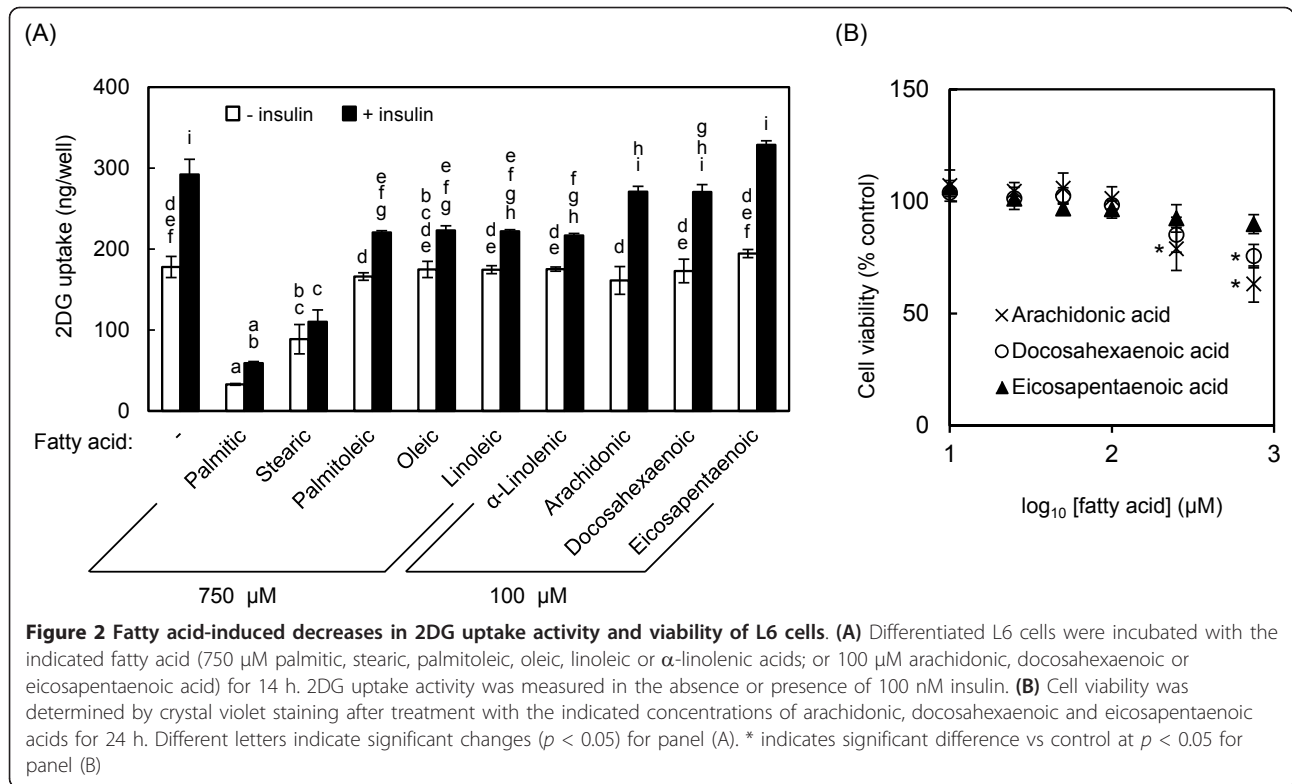 (A)
400
300
200
100
0
2DG uptake (ng/well)
- insulin
+ insulin
d
e
f
i
a
a
b
b
c
c
d
e
f
g
b
c
d
e
e
f
g
d
e
e
f
g
h
d
e
f
g
h
d
h
i
d
e
g
h
i
d
e
f
i
Fatty acid:
-
Palmitic
Stearic
Palmitoleic
Oleic
Linoleic
α-Linolenic
Arachidonic
Docosahexaenoic
Eicosapentaenoic
750 µM
100 µM
(B)
150
100
50
0
Cell viability (% control)
*
*
*
Arachidonic acid
Docosahexaenoic acid
Eicosapentaenoic acid
1 2 3
log₁₀ [fatty acid] (µM)
Figure 2 Fatty acid-induced decreases in 2DG uptake activity and viability of L6 cells. (A) Differentiated L6 cells were incubated with the
indicated fatty acid (750 µM palmitic, stearic, palmitoleic, oleic, linoleic or α-linolenic acids; or 100 µM arachidonic, docosahexaenoic or
eicosapentaenoic acid) for 14 h. 2DG uptake activity was measured in the absence or presence of 100 nM insulin. (B) Cell viability was
determined by crystal violet staining after treatment with the indicated concentrations of arachidonic, docosahexaenoic and eicosapentaenoic
acids for 24 h. Different letters indicate significant changes (p < 0.05) for panel (A). * indicates significant difference vs control at p < 0.05 for
panel (B)